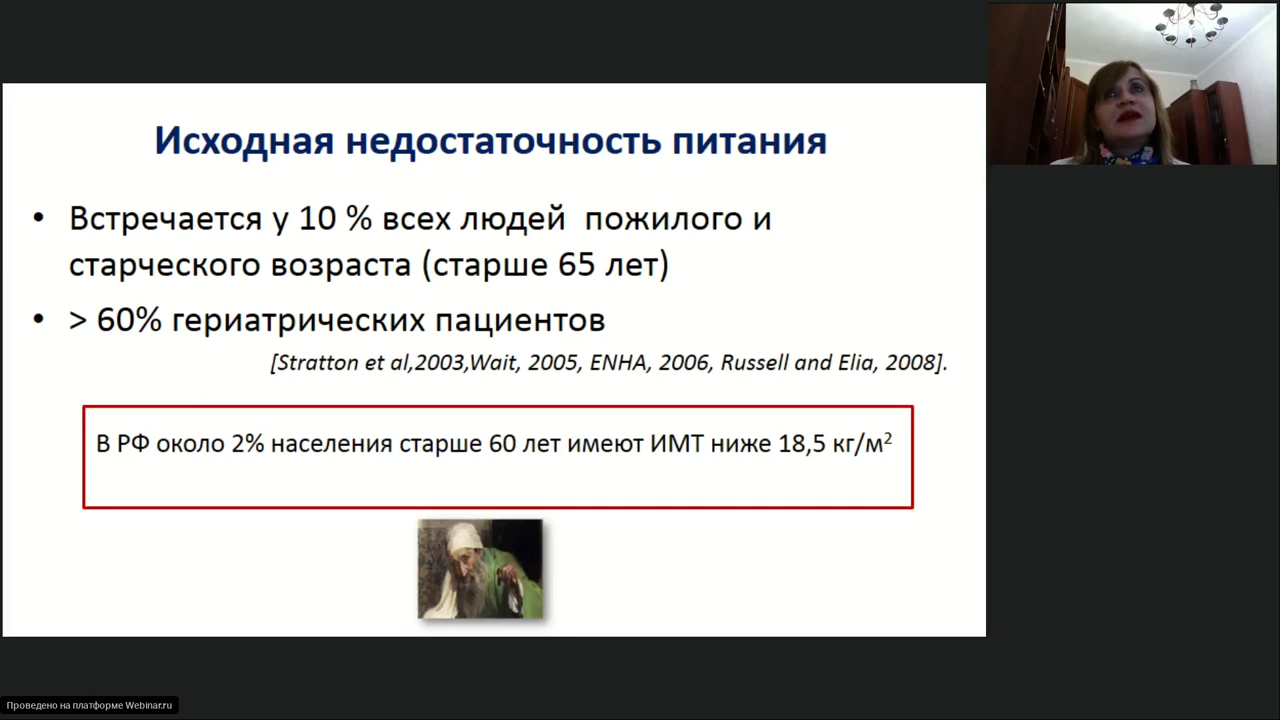 Исходная недостаточность питания
• Встречается у 10 % всех людей пожилого и
старческого возраста (старше 65 лет)
• > 60% гериатрических пациентов
[Stratton et al,2003,Wait, 2005, ENHA, 2006, Russell and Elia, 2008].
В РФ около 2% населения старше 60 лет имеют ИМТ ниже 18,5 кг/м²
Проведено на платформе Webinar.ru